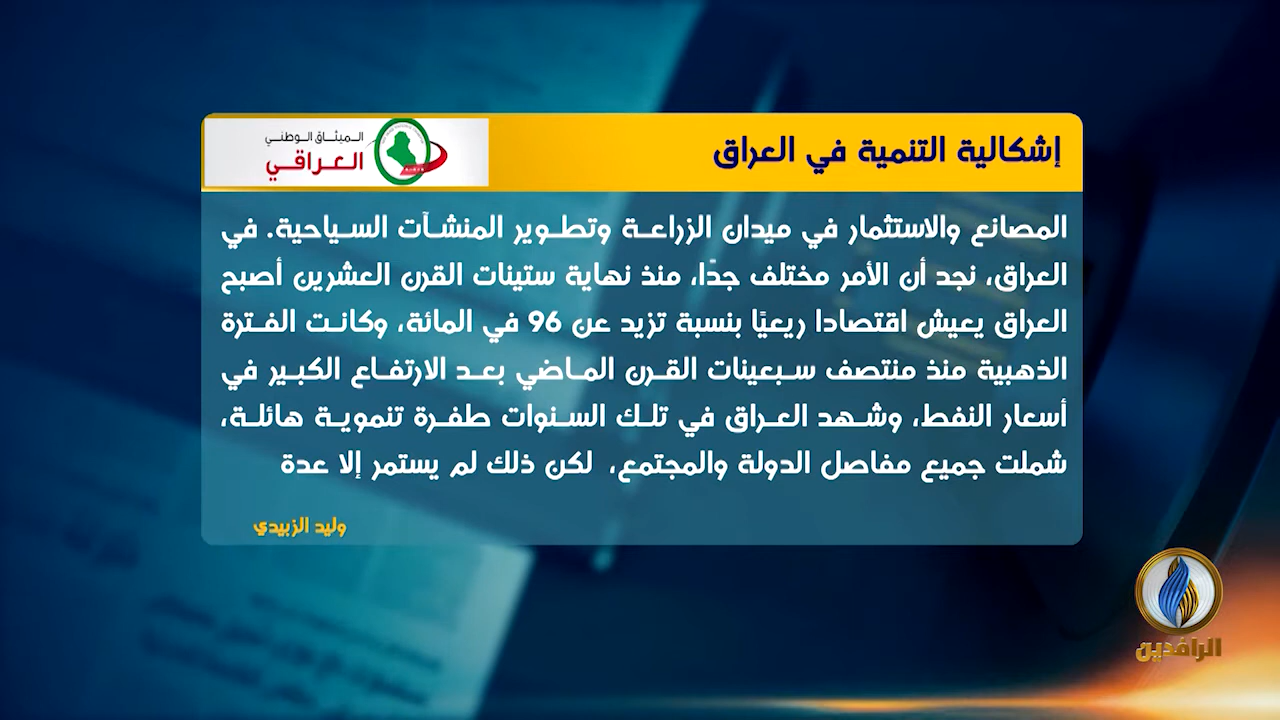 إشكالية التنمية في العراق
الميثاق الوطني
العراقي
المصانع والاستثمار في ميدان الزراعة وتطوير المنشآت السياحية. في
العراق، نجد أن الأمر مختلف جدًا، منذ نهاية ستينات القرن العشرين أصبح
العراق يعيش اقتصادا ريعيًا بنسبة تزيد عن 96 في المائة، وكانت الفترة
الذهبية منذ منتصف سبعينات القرن الماضي بعد الارتفاع الكبير في
أسعار النفط، وشهد العراق في تلك السنوات طفرة تنموية هائلة،
شملت جميع مفاصل الدولة والمجتمع، لكن ذلك لم يستمر إلا عدة
وليد الزبيدي
الرافدين